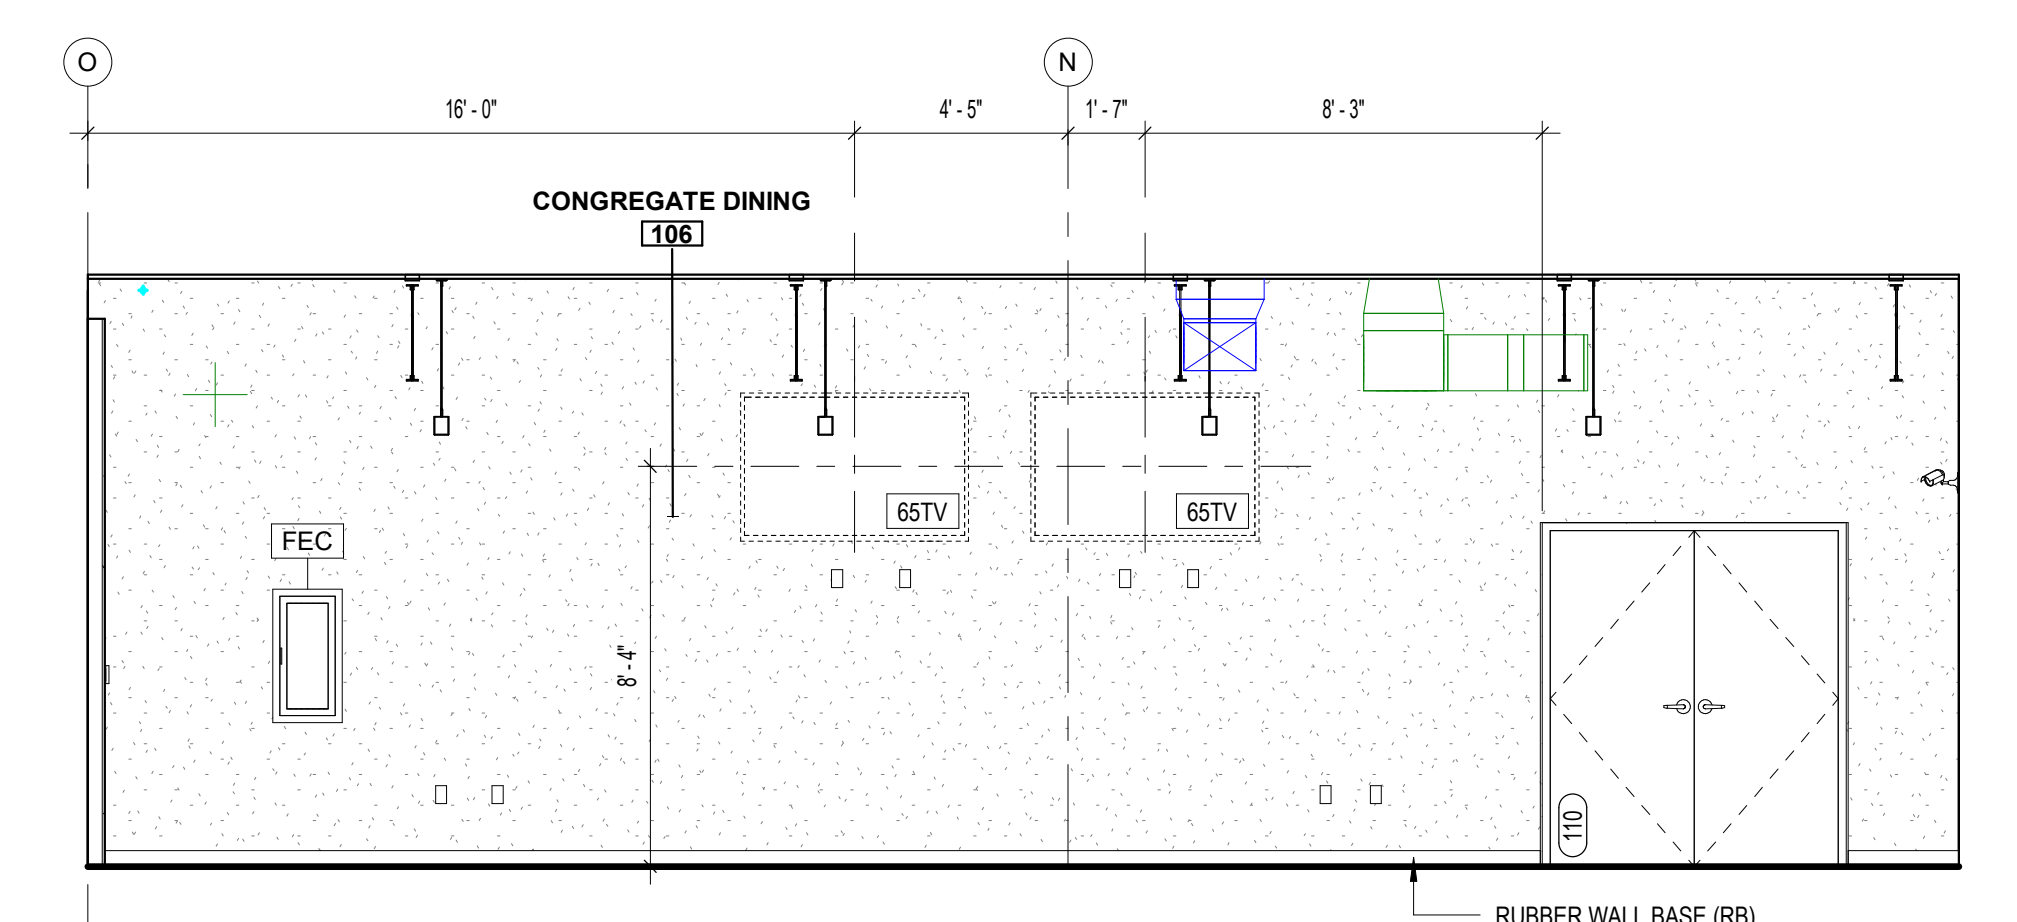 O
N
16' - 0"
4' - 5"
1' - 7"
8' - 3"
CONGREGATE DINING
106
65TV
65TV
FEC
8' - 4"
110
RUBBER WALL BASE (RB)